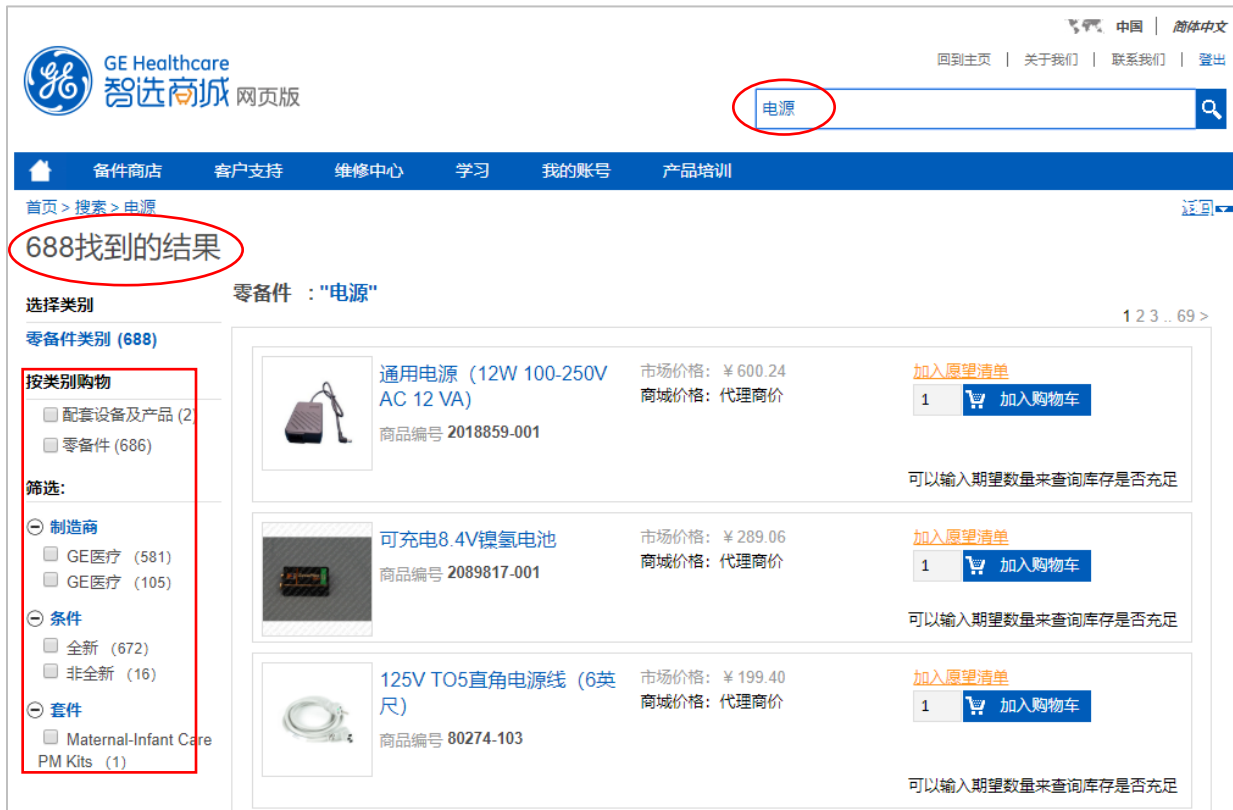 中国 | 简体中文
回到主页 | 关于我们 | 联系我们 | 登出
GE Healthcare
智选商城 网页版
电源
备件商店 客户支持 维修中心 学习 我的账号 产品培训
首页 > 搜索 > 电源
返回
688找到的结果
选择类别
零备件类别 (688)
按类别购物
配套设备及产品 (2)
零备件 (686)
筛选:
制造商
GE医疗 (581)
GE医疗 (105)
条件
全新 (672)
非全新 (16)
套件
Maternal-Infant Care
PM Kits (1)
零备件 :"电源"
1 2 3 .. 69 >
通用电源（12W 100-250V
AC 12 VA)
商品编号 2018859-001
市场价格: ¥ 600.24
商城价格: 代理商价
加入愿望清单
1 加入购物车
可以输入期望数量来查询库存是否充足
可充电8.4V镍氢电池
商品编号 2089817-001
市场价格: ¥ 289.06
商城价格: 代理商价
加入愿望清单
1 加入购物车
可以输入期望数量来查询库存是否充足
125V TO5直角电源线（6英
尺）
商品编号 80274-103
市场价格: ¥ 199.40
商城价格: 代理商价
加入愿望清单
1 加入购物车
可以输入期望数量来查询库存是否充足